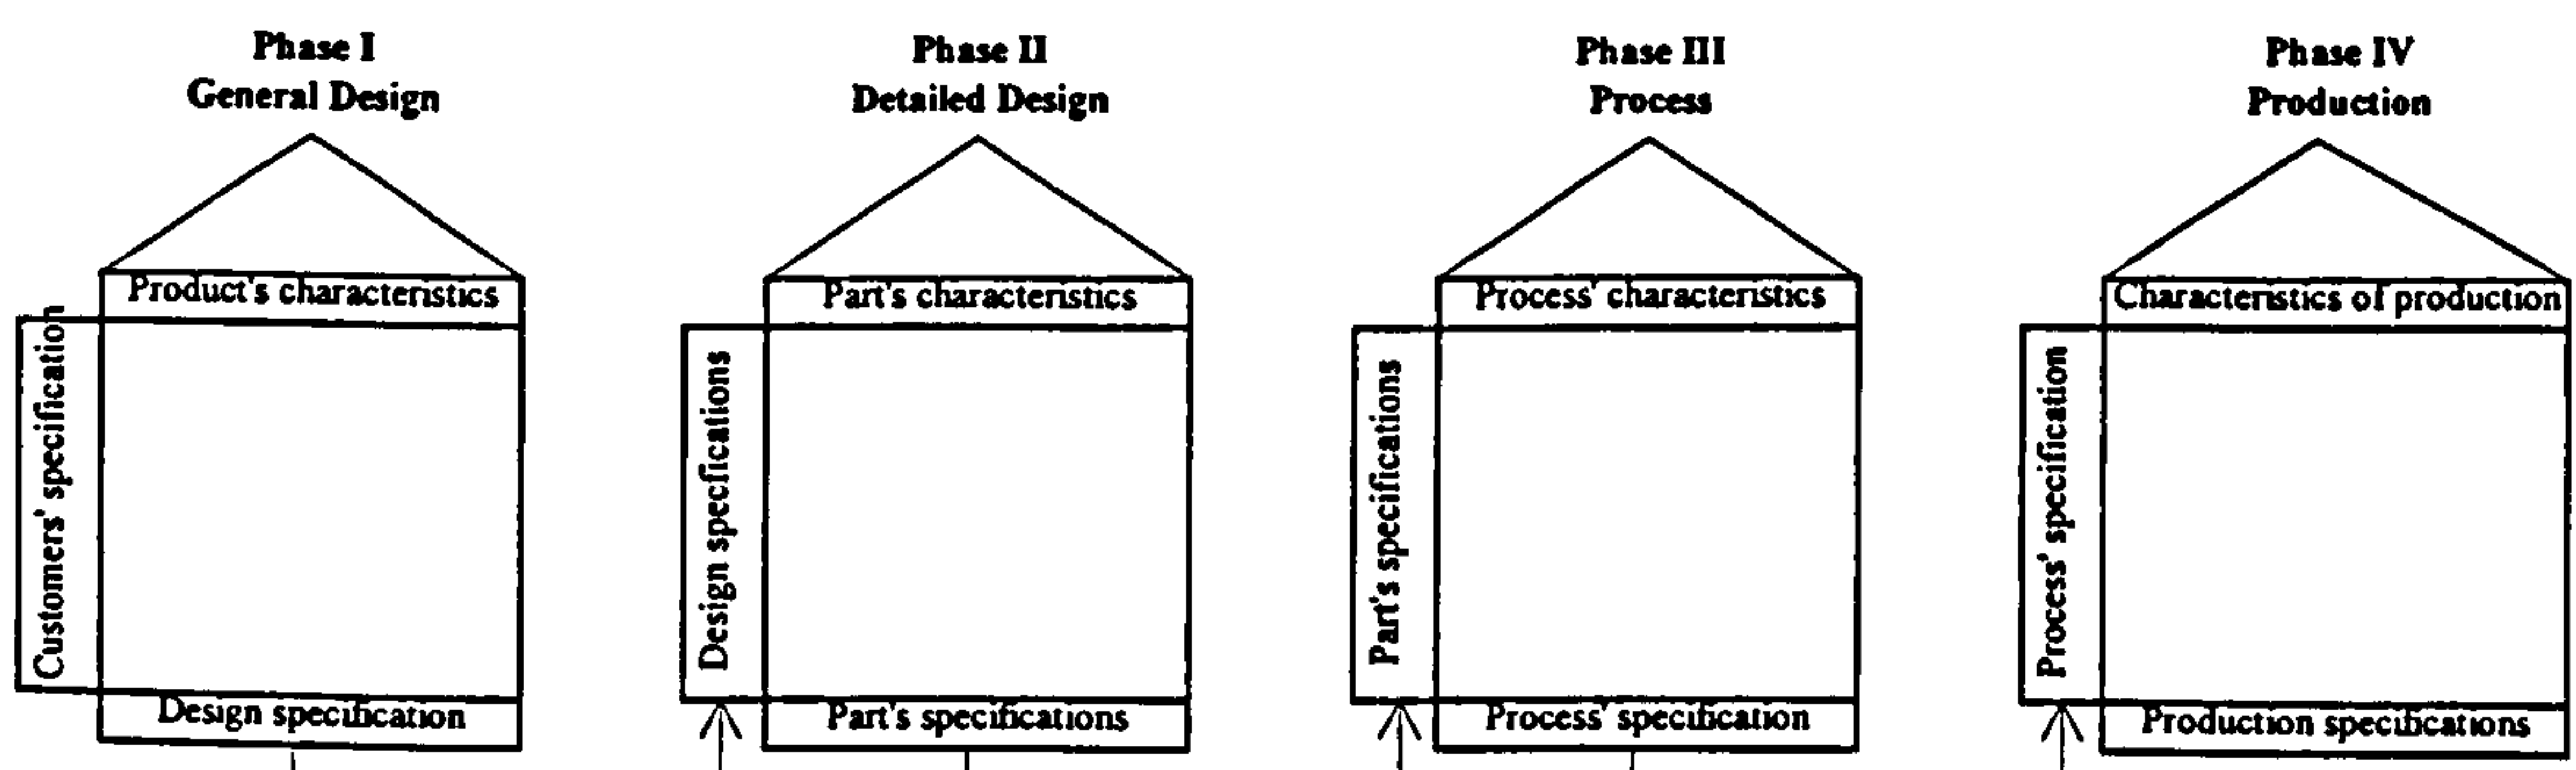 Phase I
General Design
Product's characteristics
Customers' specification
Design specification
Phase II
Detailed Design
Part's characteristics
Design specfications
Part's specifications
Phase III
Process
Process' characteristics
Part's specifications
Process' specification
Phase IV
Production
Characteristics of production
Process' specification
Production specifications